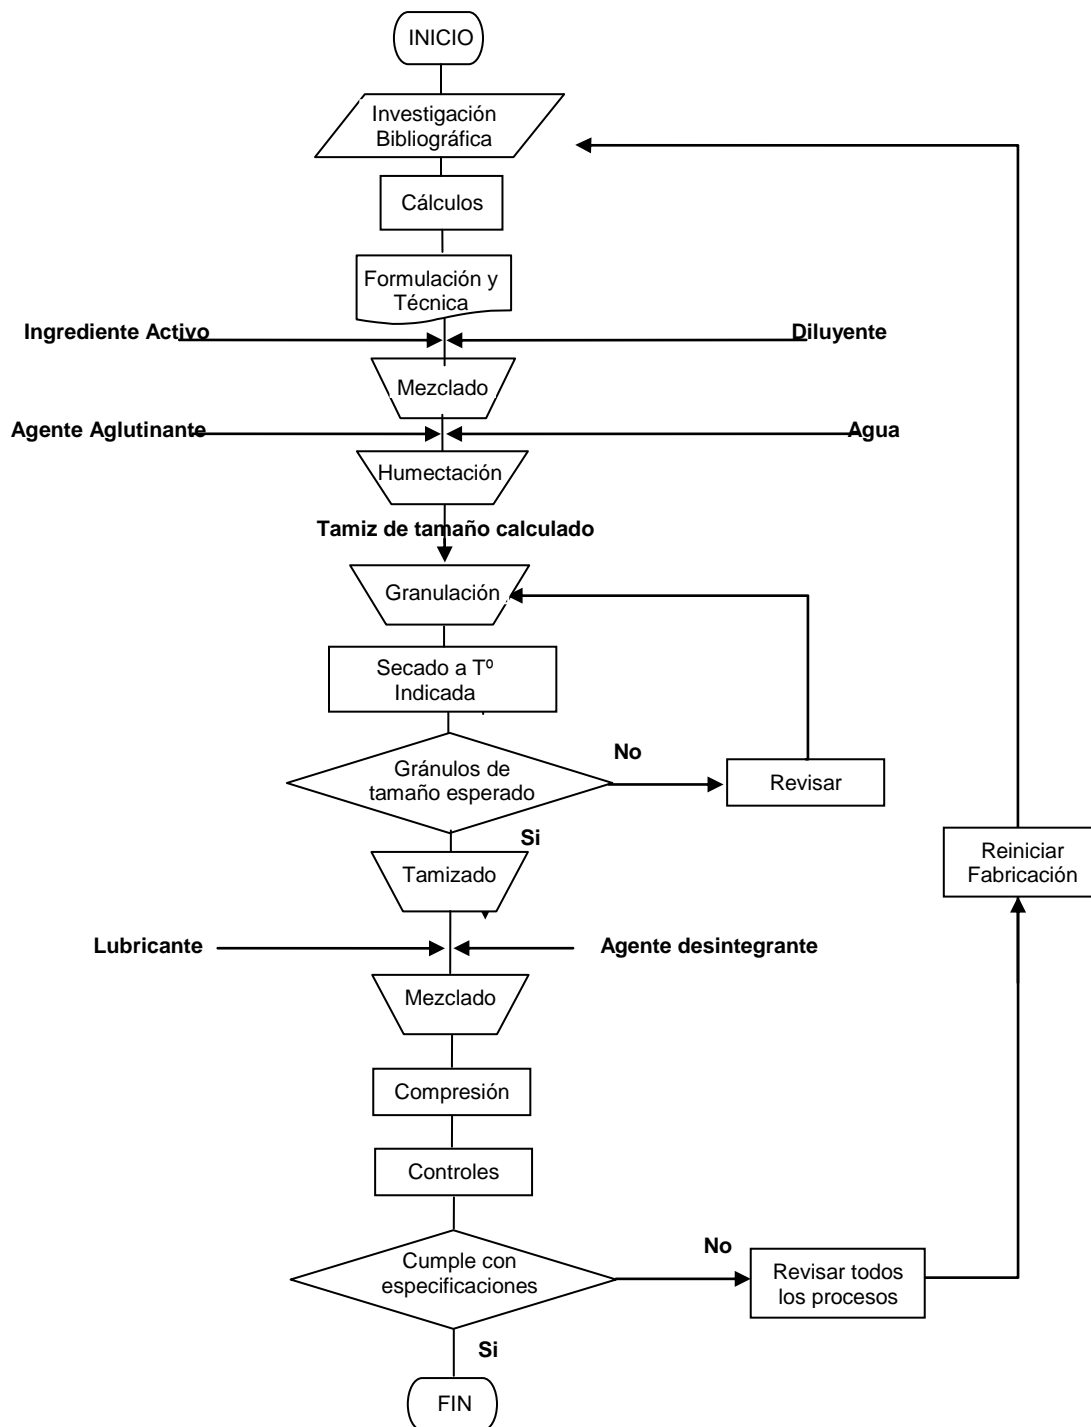 INICIO
Investigación
Bibliográfica
Cálculos
Formulación y
Técnica
Ingrediente Activo
Diluyente
Mezclado
Agente Aglutinante
Agua
Humectación
Tamiz de tamaño calculado
Granulación
Secado a Tº
Indicada
Gránulos de
tamaño esperado
No
Revisar
Si
Reiniciar
Fabricación
Tamizado
Lubricante
Agente desintegrante
Mezclado
Compresión
Controles
Cumple con
especificaciones
No
Revisar todos
los procesos
Si
FIN